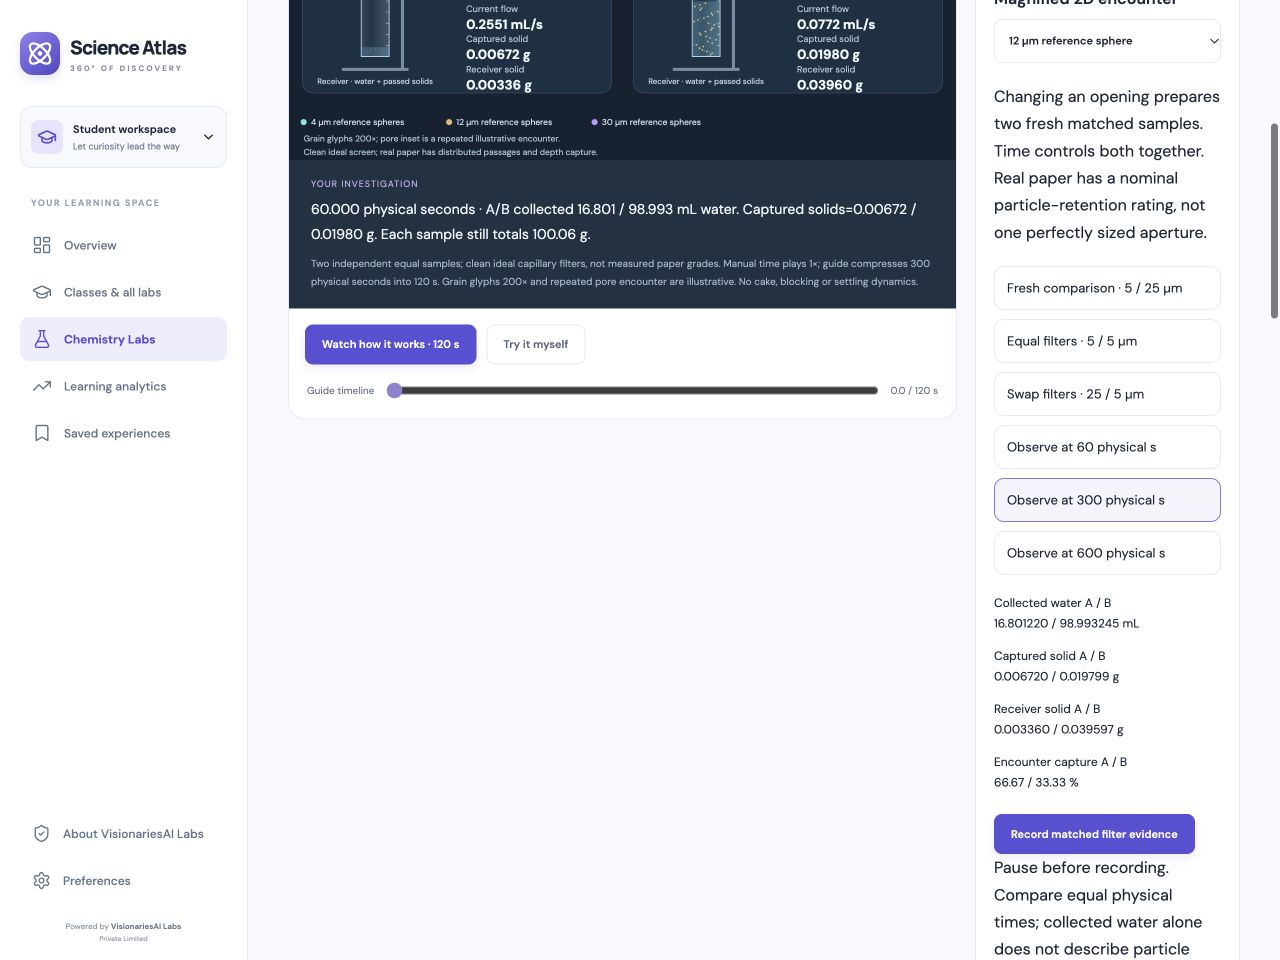 Science Atlas
360° OF DISCOVERY
Student workspace
Let curiosity lead the way
YOUR LEARNING SPACE
Overview
Classes & all labs
Chemistry Labs
Learning analytics
Saved experiences
About VisionariesAI Labs
Preferences
Powered by VisionariesAI Labs
Private Limited
Current flow
0.2551 mL/s
Captured solid
0.00672 g
Receiver solid
0.00336 g
Receiver · water + passed solids
Current flow
0.0772 mL/s
Captured solid
0.01980 g
Receiver solid
0.03960 g
Receiver · water + passed solids
4 µm reference spheres
12 µm reference spheres
30 µm reference spheres
Grain glyphs 200×; pore inset is a repeated illustrative encounter.
Clean ideal screen; real paper has distributed passages and depth capture.
YOUR INVESTIGATION
60.000 physical seconds · A/B collected 16.801 / 98.993 mL water. Captured solids=0.00672 /
0.01980 g. Each sample still totals 100.06 g.
Two independent equal samples; clean ideal capillary filters, not measured paper grades. Manual time plays 1×; guide compresses 300
physical seconds into 120 s. Grain glyphs 200× and repeated pore encounter are illustrative. No cake, blocking or settling dynamics.
Watch how it works · 120 s
Try it myself
Guide timeline
0.0 / 120 s
Magnified 2D encounter
12 µm reference sphere
Changing an opening prepares
two fresh matched samples.
Time controls both together.
Real paper has a nominal
particle-retention rating, not
one perfectly sized aperture.
Fresh comparison · 5 / 25 µm
Equal filters · 5 / 5 µm
Swap filters · 25 / 5 µm
Observe at 60 physical s
Observe at 300 physical s
Observe at 600 physical s
Collected water A / B
16.801220 / 98.993245 mL
Captured solid A / B
0.006720 / 0.019799 g
Receiver solid A / B
0.003360 / 0.039597 g
Encounter capture A / B
66.67 / 33.33 %
Record matched filter evidence
Pause before recording.
Compare equal physical
times; collected water alone
does not describe particle